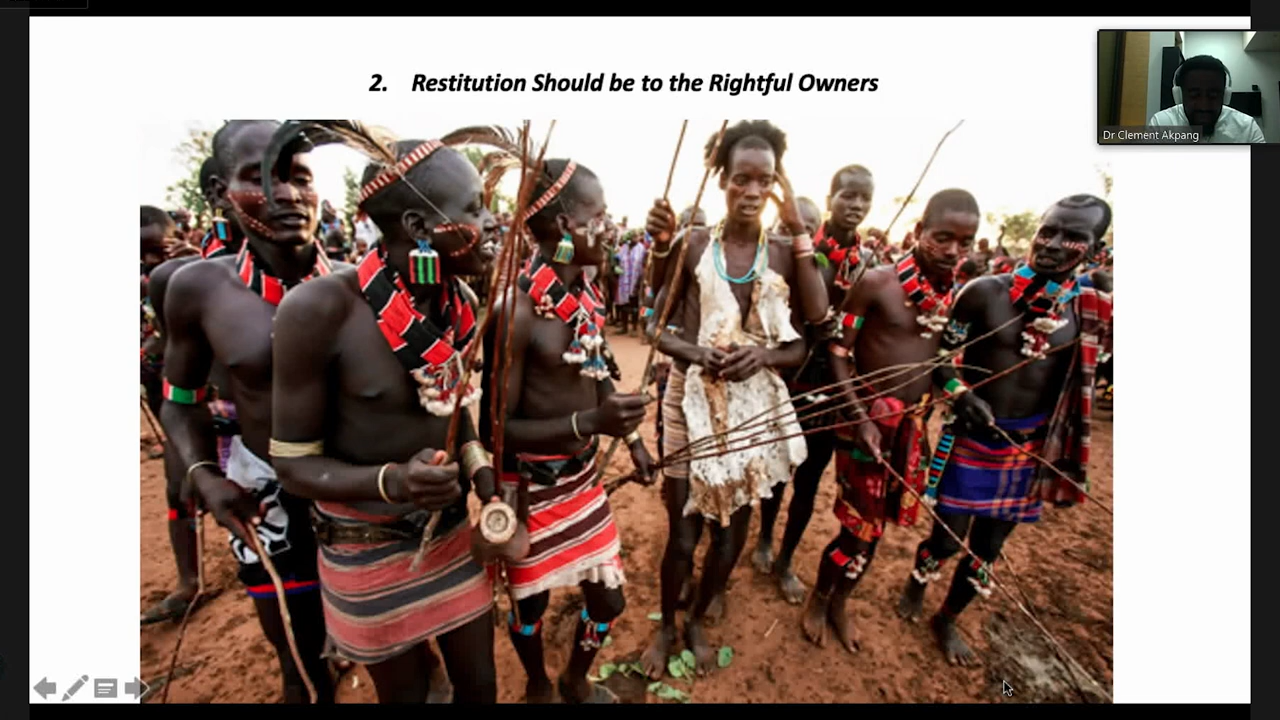 2. Restitution Should be to the Rightful Owners
Dr Clement Akpang